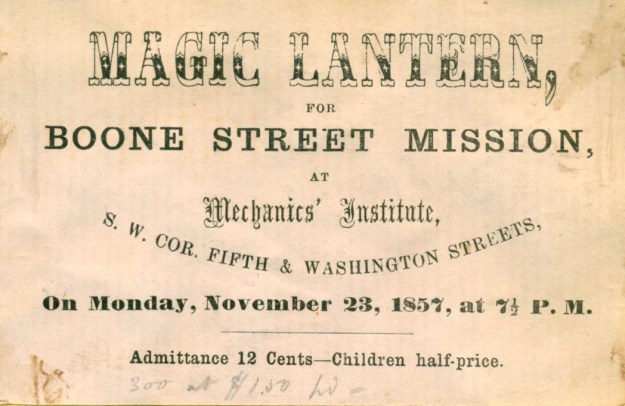 MAGIC LANTERN,
FOR
BOONE STREET MISSION,
AT
Mechanics' Institute,
S. W. COR. FIFTH & WASHINGTON STREETS,
On Monday, November 23, 1857, at 7½ P. M.
Admittance 12 Cents—Children half-price.
300 at $1.50